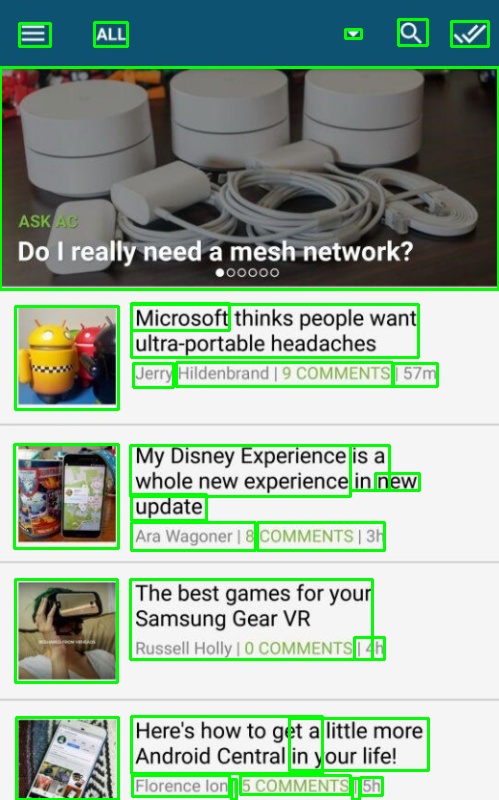 ALL
ASK AC
Do I really need a mesh network?
Microsoft thinks people want
ultra-portable headaches
Jerry Hildenbrand | 9 COMMENTS | 57m
My Disney Experience is a
whole new experience in new
update
Ara Wagoner | 8 COMMENTS | 3h
The best games for your
Samsung Gear VR
Russell Holly | 0 COMMENTS | 4h
Here's how to get a little more
Android Central in your life!
Florence Ion | 5 COMMENTS | 5h